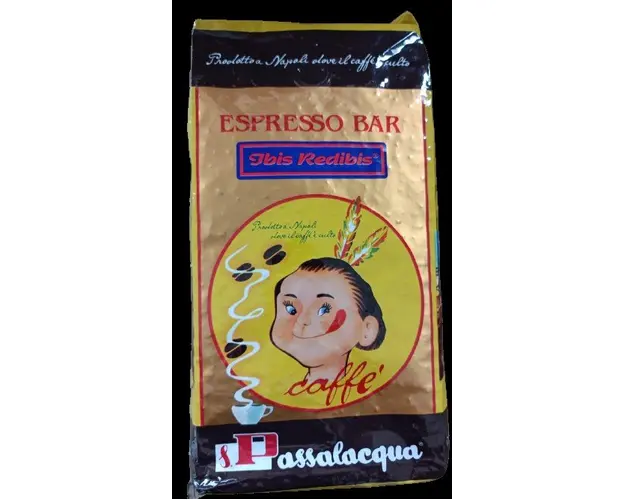 Prodotto a Napoli dove il caffè è culto
ESPRESSO BAR
Ibis Redibis®
Prodotto a Napoli
dove il caffè è culto
caffè
S. Passalacqua